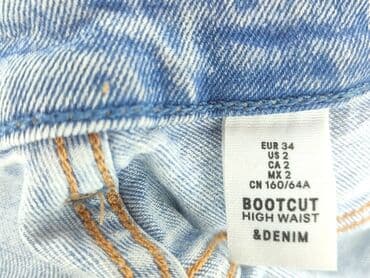 EUR 34
US 2
CA 2
MX 2
CN 160/64A
BOOTCUT
HIGH WAIST
&DENIM